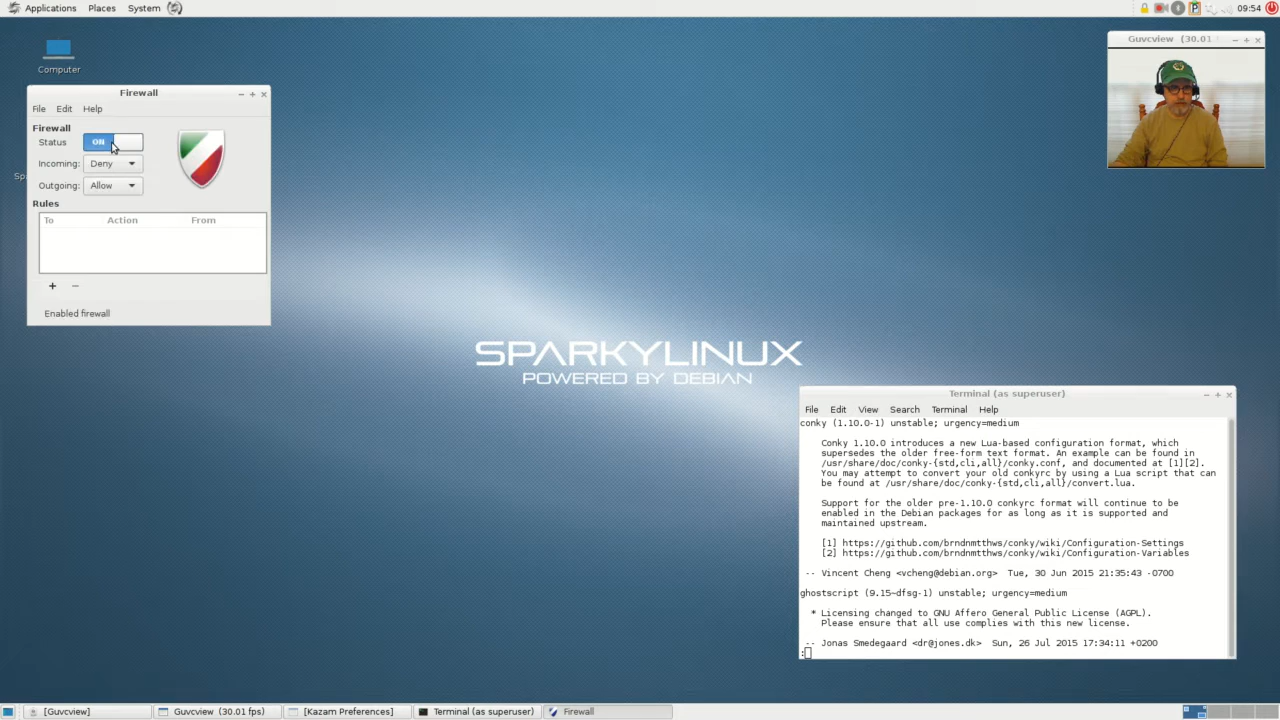 Applications Places System
09:54
Computer
Firewall
File Edit Help
Firewall
Status ON
Incoming: Deny
Outgoing: Allow
Rules
To Action From
+ −
Enabled firewall
Guvcview (30.01
SPARKYLINUX
POWERED BY DEBIAN
Terminal (as superuser)
File Edit View Search Terminal Help
conky (1.10.0-1) unstable; urgency=medium
Conky 1.10.0 introduces a new Lua-based configuration format, which
supersedes the older free-form text format. An example can be found in
/usr/share/doc/conky-{std,cli,all}/conky.conf, and documented at [1][2].
You may attempt to convert your old conkyrc by using a Lua script that can
be found at /usr/share/doc/conky-{std,cli,all}/convert.lua.
Support for the older pre-1.10.0 conkyrc format will continue to be
enabled in the Debian packages for as long as it is supported and
maintained upstream.
[1] https://github.com/brndnmtthws/conky/wiki/Configuration-Settings
[2] https://github.com/brndnmtthws/conky/wiki/Configuration-Variables
-- Vincent Cheng <vcheng@debian.org>  Tue, 30 Jun 2015 21:35:43 -0700
ghostscript (9.15~dfsg-1) unstable; urgency=medium
* Licensing changed to GNU Affero General Public License (AGPL).
Please ensure that all use complies with this new license.
-- Jonas Smedegaard <dr@jones.dk>  Sun, 26 Jul 2015 17:34:11 +0200
:
[Guvcview] Guvcview (30.01 fps) [Kazam Preferences] Terminal (as superuser) Firewall